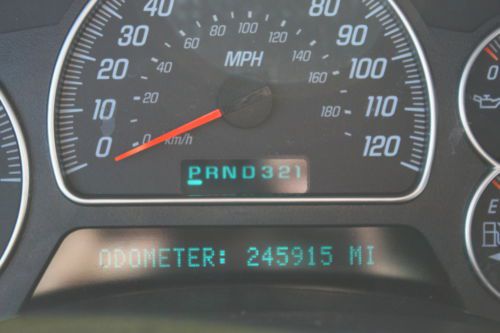 40 80
60 80 100 120
30 MPH 90
20 40 140 100
60 160
10 20 180 110
0 0 km/h 120
PRND321
E
ODOMETER: 245915 MI